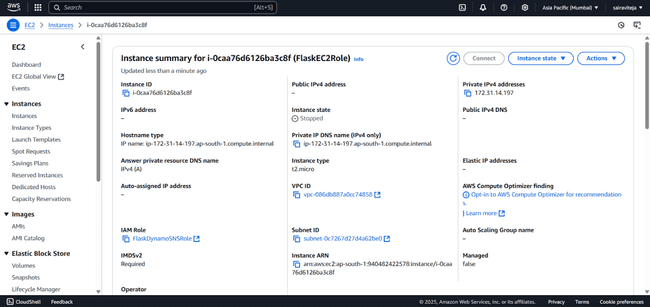 aws
Search
[Alt+S]
Asia Pacific (Mumbai)
sairaviteja
EC2
Instances
i-0caa76d6126ba3c8f
EC2
Dashboard
EC2 Global View
Events
Instances
Instances
Instance Types
Launch Templates
Spot Requests
Savings Plans
Reserved Instances
Dedicated Hosts
Capacity Reservations
Images
AMIs
AMI Catalog
Elastic Block Store
Volumes
Snapshots
Lifecycle Manager
Instance summary for i-0caa76d6126ba3c8f (FlaskEC2Role) Info
Updated less than a minute ago
Connect
Instance state
Actions
Instance ID
i-0caa76d6126ba3c8f
Public IPv4 address
–
Private IPv4 addresses
172.31.14.197
IPv6 address
–
Instance state
Stopped
Public IPv4 DNS
–
Hostname type
IP name: ip-172-31-14-197.ap-south-1.compute.internal
Private IP DNS name (IPv4 only)
ip-172-31-14-197.ap-south-1.compute.internal
Answer private resource DNS name
IPv4 (A)
Instance type
t2.micro
Elastic IP addresses
–
Auto-assigned IP address
–
VPC ID
vpc-086db887a0cc74858
AWS Compute Optimizer finding
Opt-in to AWS Compute Optimizer for recommendation
s.
| Learn more
IAM Role
FlaskDynamoSNSRole
Subnet ID
subnet-0c7267d27d4a62be0
Auto Scaling Group name
–
IMDSv2
Required
Instance ARN
arn:aws:ec2:ap-south-1:940482422578:instance/i-0caa
76d6126ba3c8f
Managed
false
Operator
CloudShell
Feedback
© 2025, Amazon Web Services, Inc. or its affiliates.
Privacy
Terms
Cookie preferences